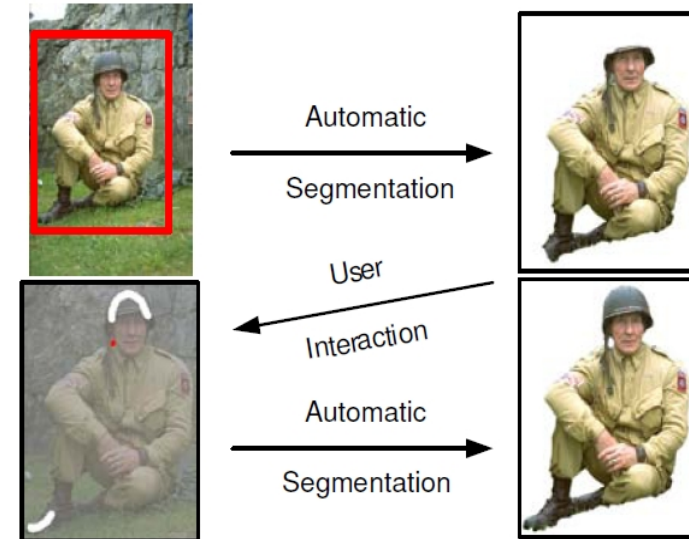 Automatic
Segmentation
User
Interaction
Automatic
Segmentation